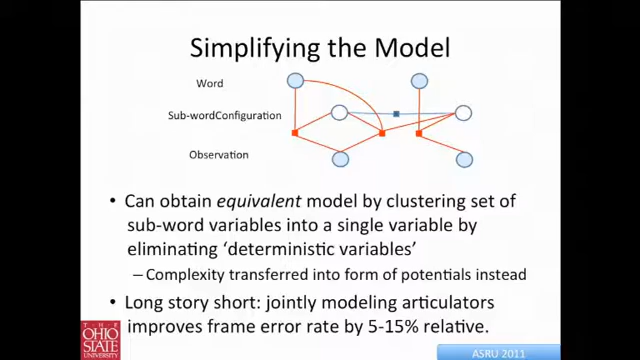 Simplifying the Model
Word
Sub-wordConfiguration
Observation
• Can obtain equivalent model by clustering set of
sub-word variables into a single variable by
eliminating 'deterministic variables'
– Complexity transferred into form of potentials instead
• Long story short: jointly modeling articulators
improves frame error rate by 5-15% relative.
THE
OHIO
STATE
UNIVERSITY
ASRU 2011